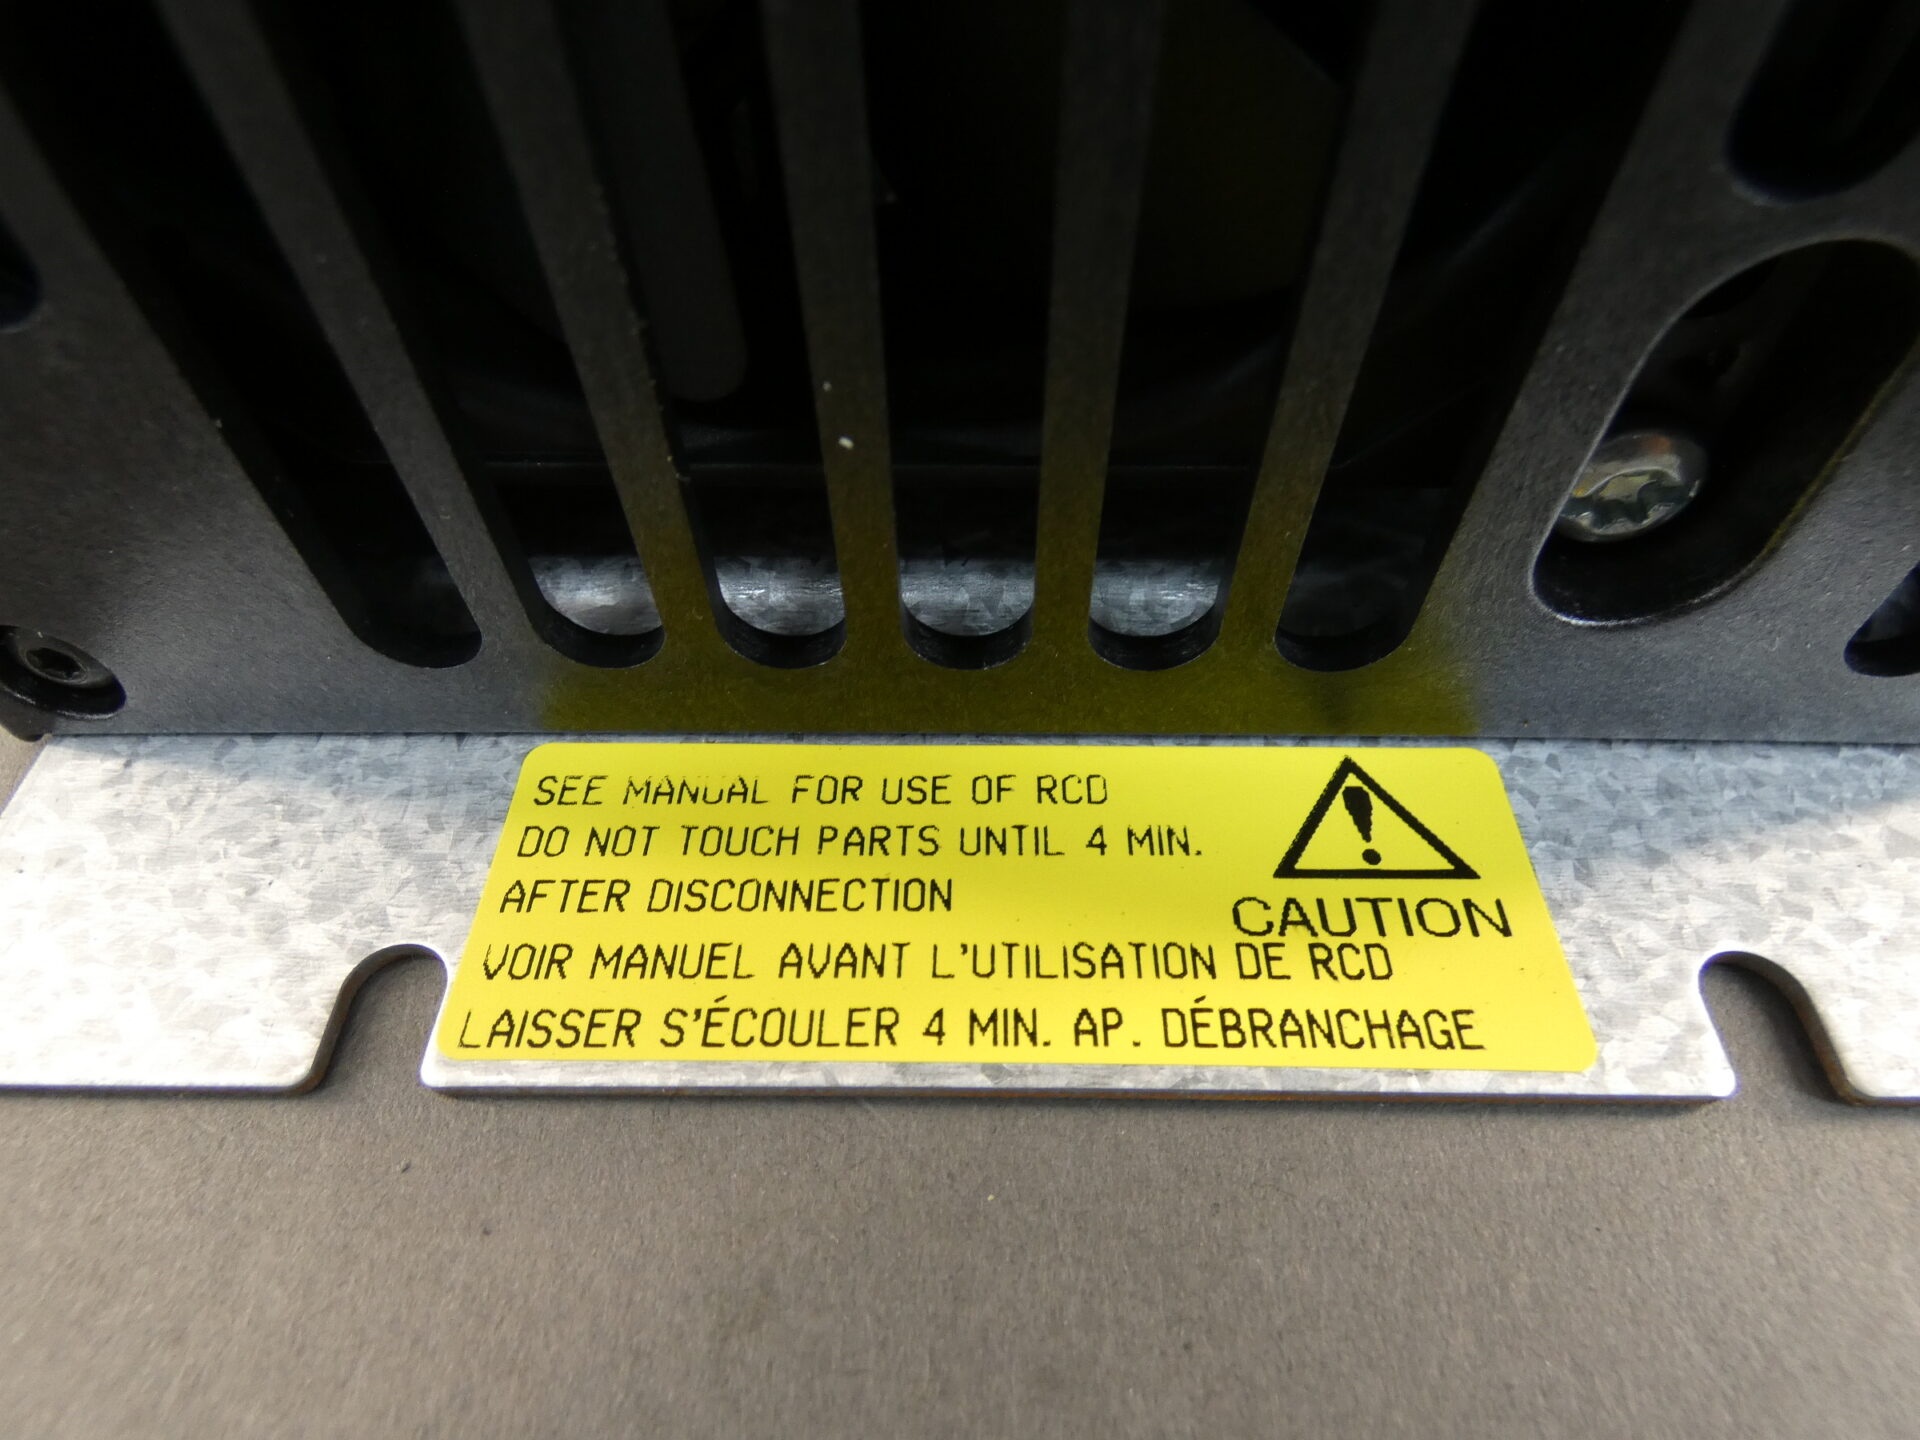 SEE MANUAL FOR USE OF RCD
DO NOT TOUCH PARTS UNTIL 4 MIN.
AFTER DISCONNECTION
CAUTION
VOIR MANUEL AVANT L'UTILISATION DE RCD
LAISSER S'ÉCOULER 4 MIN. AP. DÉBRANCHAGE